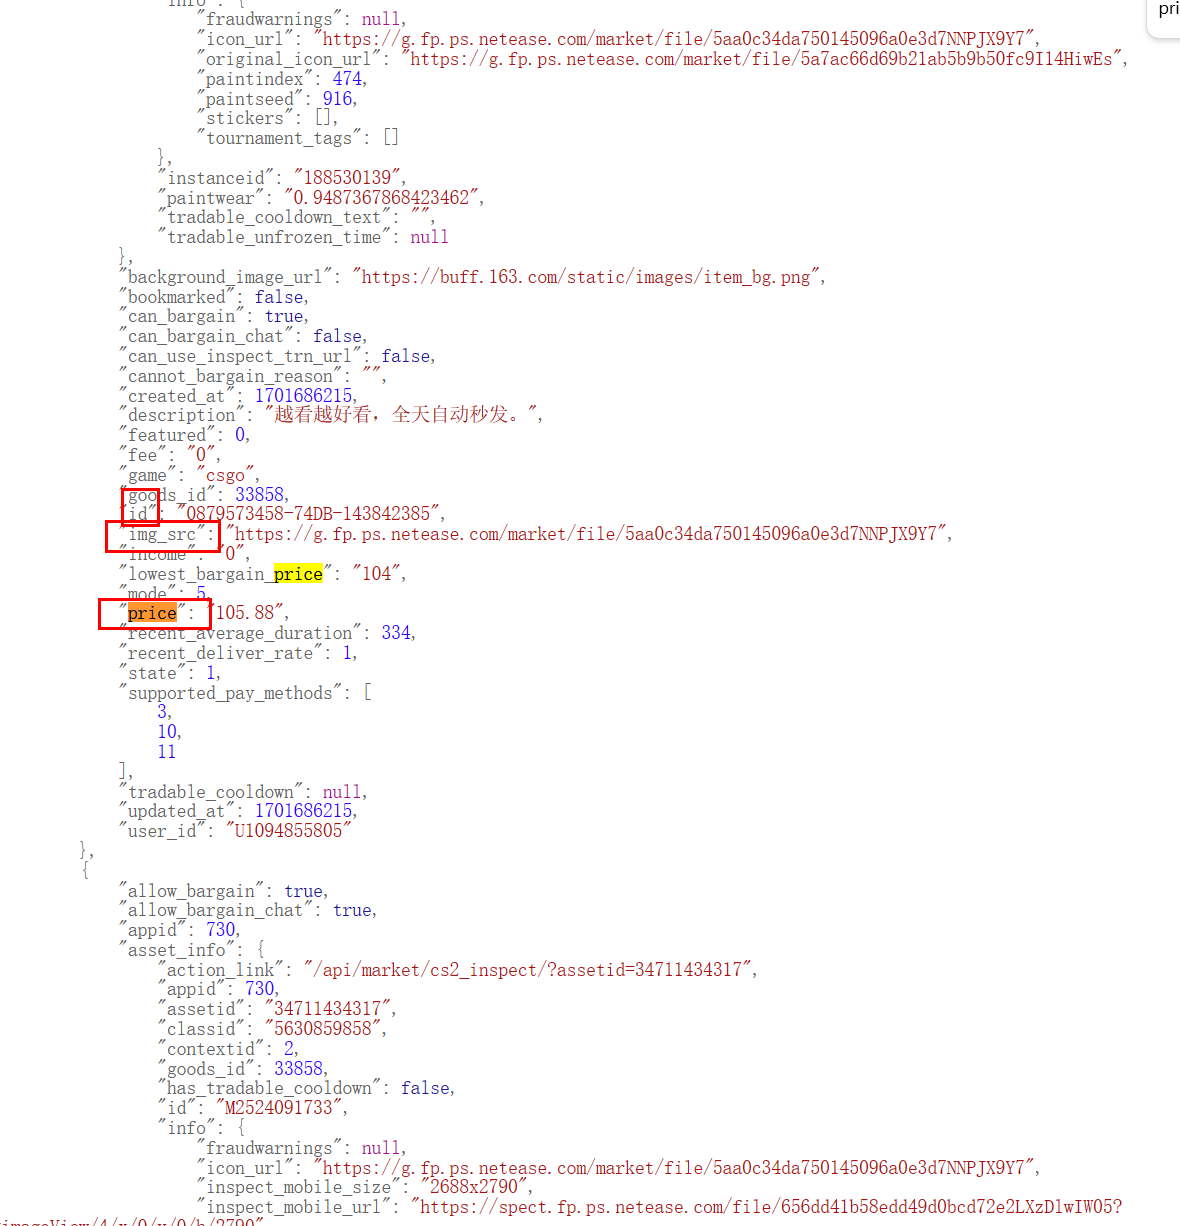 pri
"info": {
"fraudwarnings": null,
"icon_url": "https://g.fp.ps.netease.com/market/file/5aa0c34da750145096a0e3d7NNPJX9Y7",
"original_icon_url": "https://g.fp.ps.netease.com/market/file/5a7ac66d69b21ab5b9b50fc9I14HiwEs",
"paintindex": 474,
"paintseed": 916,
"stickers": [],
"tournament_tags": []
},
"instanceid": "188530139",
"paintwear": "0.9487367868423462",
"tradable_cooldown_text": "",
"tradable_unfrozen_time": null
},
"background_image_url": "https://buff.163.com/static/images/item_bg.png",
"bookmarked": false,
"can_bargain": true,
"can_bargain_chat": false,
"can_use_inspect_trn_url": false,
"cannot_bargain_reason": "",
"created_at": 1701686215,
"description": "越看越好看，全天自动秒发。",
"featured": 0,
"fee": "0",
"game": "csgo",
"goods_id": 33858,
"id": "0879573458-74DB-143842385",
"img_src": "https://g.fp.ps.netease.com/market/file/5aa0c34da750145096a0e3d7NNPJX9Y7",
"income": "0",
"lowest_bargain_price": "104",
"mode": 5,
"price": "105.88",
"recent_average_duration": 334,
"recent_deliver_rate": 1,
"state": 1,
"supported_pay_methods": [
3,
10,
11
],
"tradable_cooldown": null,
"updated_at": 1701686215,
"user_id": "U1094855805"
},
{
"allow_bargain": true,
"allow_bargain_chat": true,
"appid": 730,
"asset_info": {
"action_link": "/api/market/cs2_inspect/?assetid=34711434317",
"appid": 730,
"assetid": "34711434317",
"classid": "5630859858",
"contextid": 2,
"goods_id": 33858,
"has_tradable_cooldown": false,
"id": "M2524091733",
"info": {
"fraudwarnings": null,
"icon_url": "https://g.fp.ps.netease.com/market/file/5aa0c34da750145096a0e3d7NNPJX9Y7",
"inspect_mobile_size": "2688x2790",
"inspect_mobile_url": "https://spect.fp.ps.netease.com/file/656dd41b58edd49d0bcd72e2LXzDlwIW05?
imageView/4/x/0/y/0/h/2790"